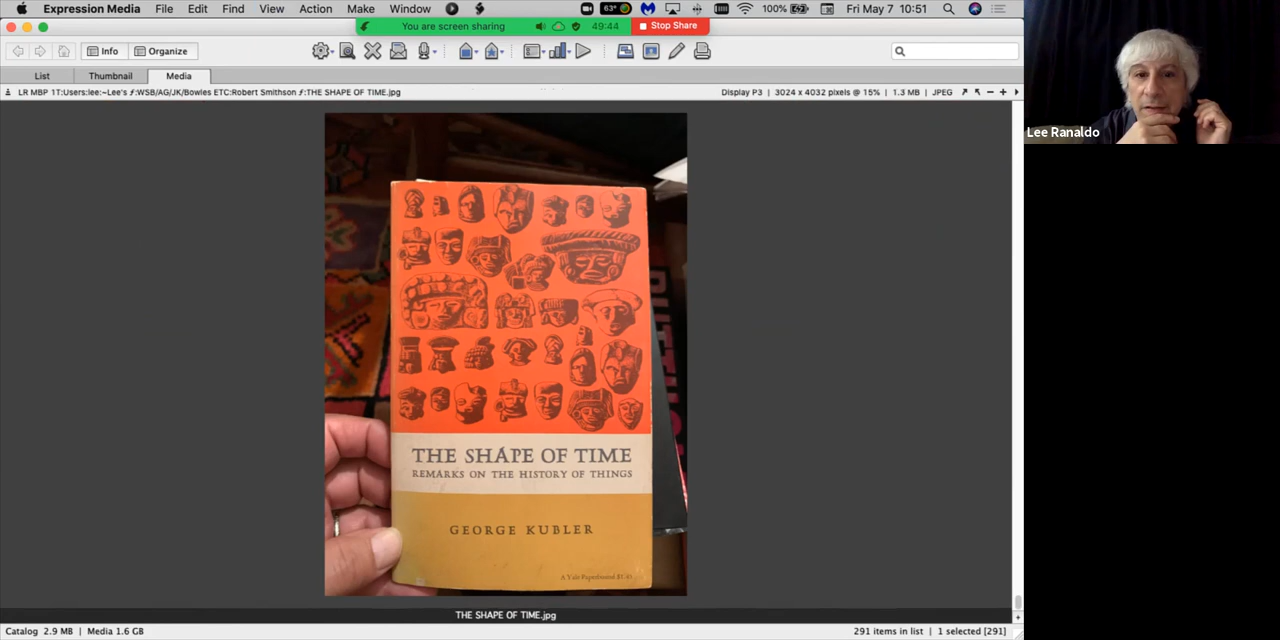 Expression Media File Edit Find View Action Make Window 63° 100% Fri May 7 10:51
You are screen sharing 49:44 Stop Share
Info Organize
List Thumbnail Media
LR MBP 1T:Users:lee:~Lee's ƒ:WSB/AG/JK/Bowles ETC:Robert Smithson ƒ:THE SHAPE OF TIME.jpg Display P3 | 3024 x 4032 pixels @ 15% | 1.3 MB | JPEG
Lee Ranaldo
THE SHAPE OF TIME
REMARKS ON THE HISTORY OF THINGS
GEORGE KUBLER
A Yale Paperbound
THE SHAPE OF TIME.jpg
Catalog 2.9 MB | Media 1.6 GB 291 items in list | 1 selected [291]